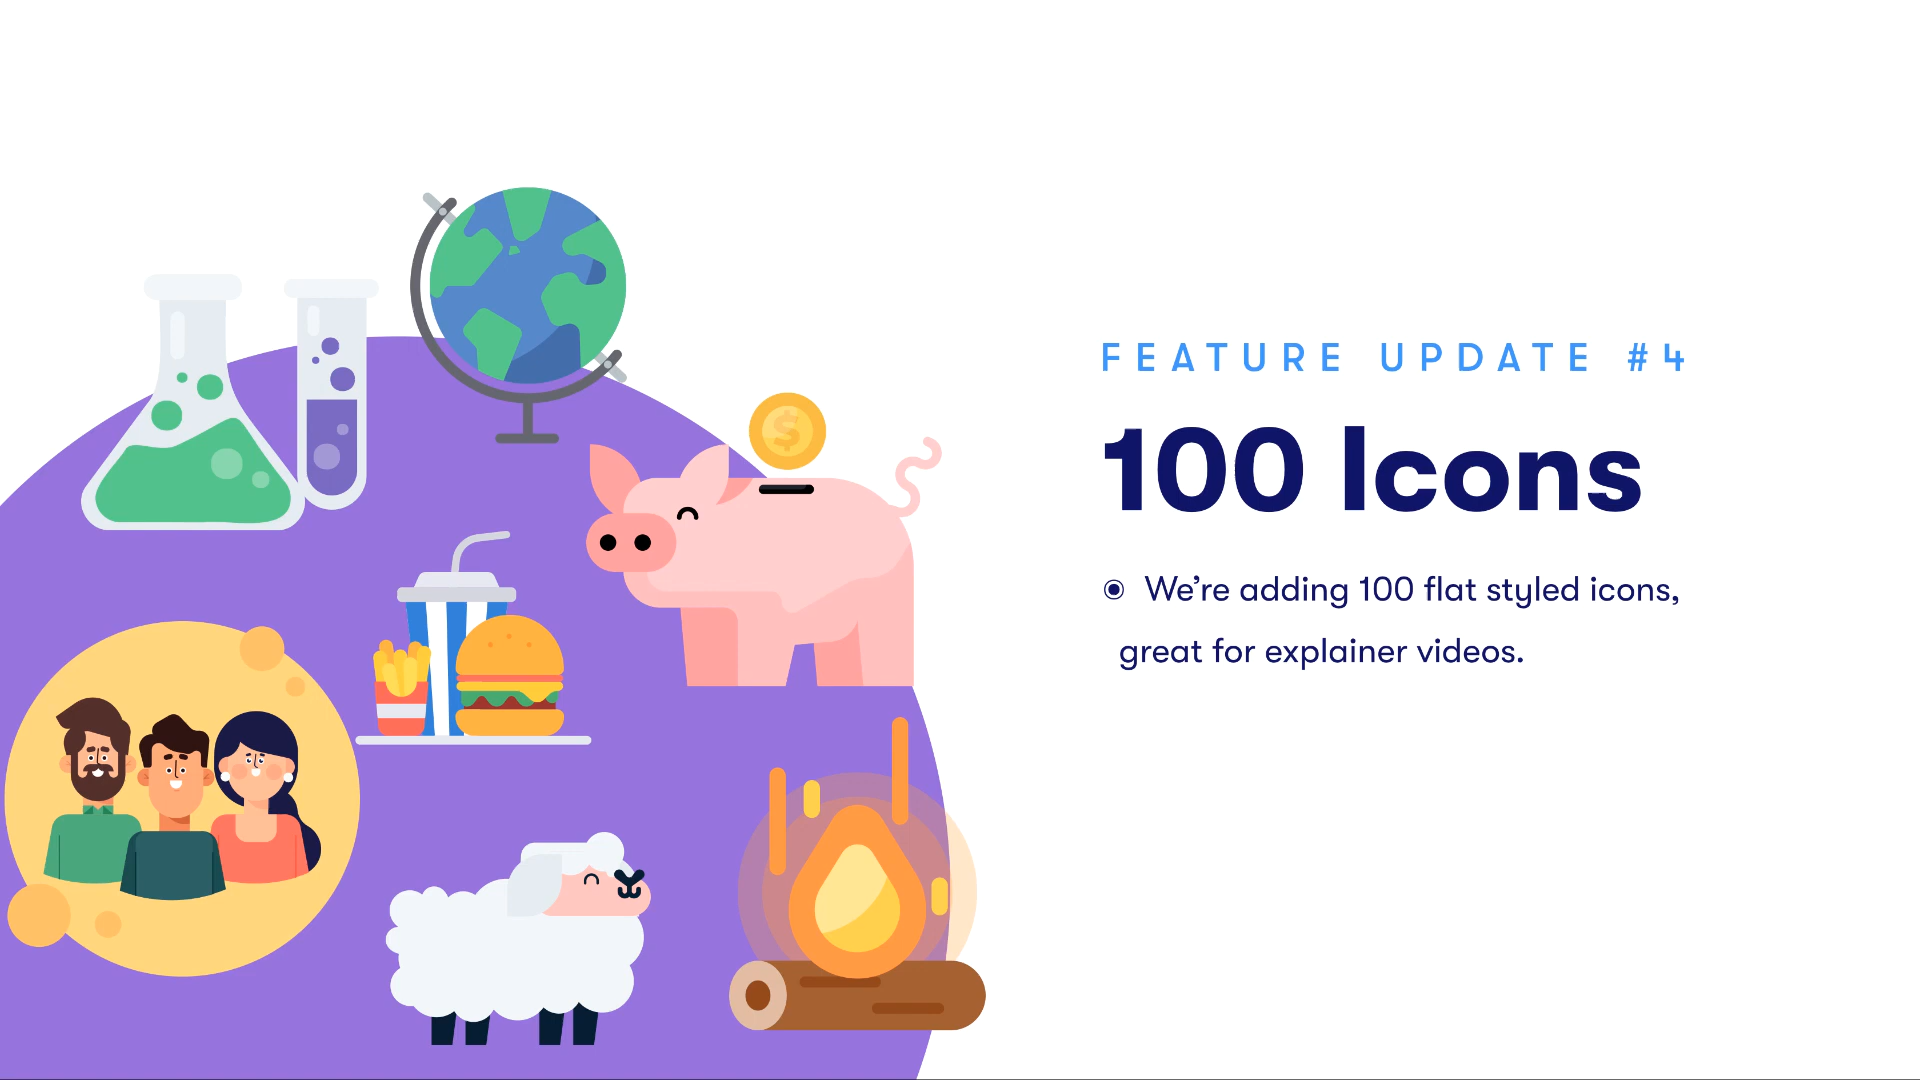 FEATURE UPDATE #4
100 Icons
We’re adding 100 flat styled icons,
great for explainer videos.
$